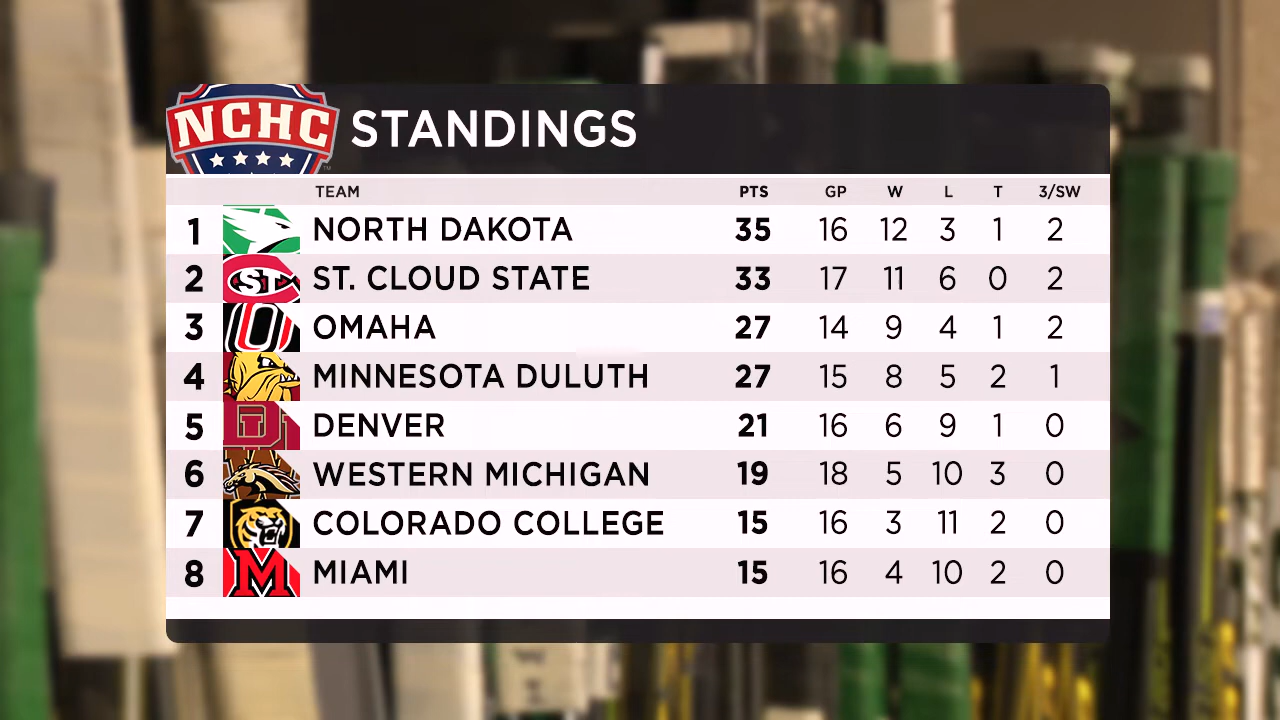 NCHC STANDINGS
TEAM PTS GP W L T 3/SW
1 NORTH DAKOTA 35 16 12 3 1 2
2 ST. CLOUD STATE 33 17 11 6 0 2
3 OMAHA 27 14 9 4 1 2
4 MINNESOTA DULUTH 27 15 8 5 2 1
5 DENVER 21 16 6 9 1 0
6 WESTERN MICHIGAN 19 18 5 10 3 0
7 COLORADO COLLEGE 15 16 3 11 2 0
8 MIAMI 15 16 4 10 2 0